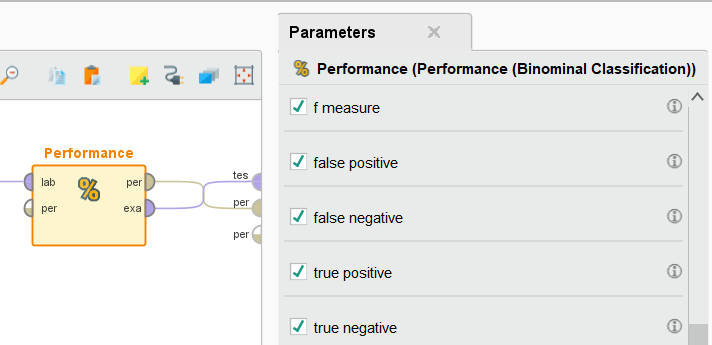 Parameters
Performance (Performance (Binominal Classification))
f measure
false positive
false negative
true positive
true negative
Performance
lab
per
per
exa
tes
per
per